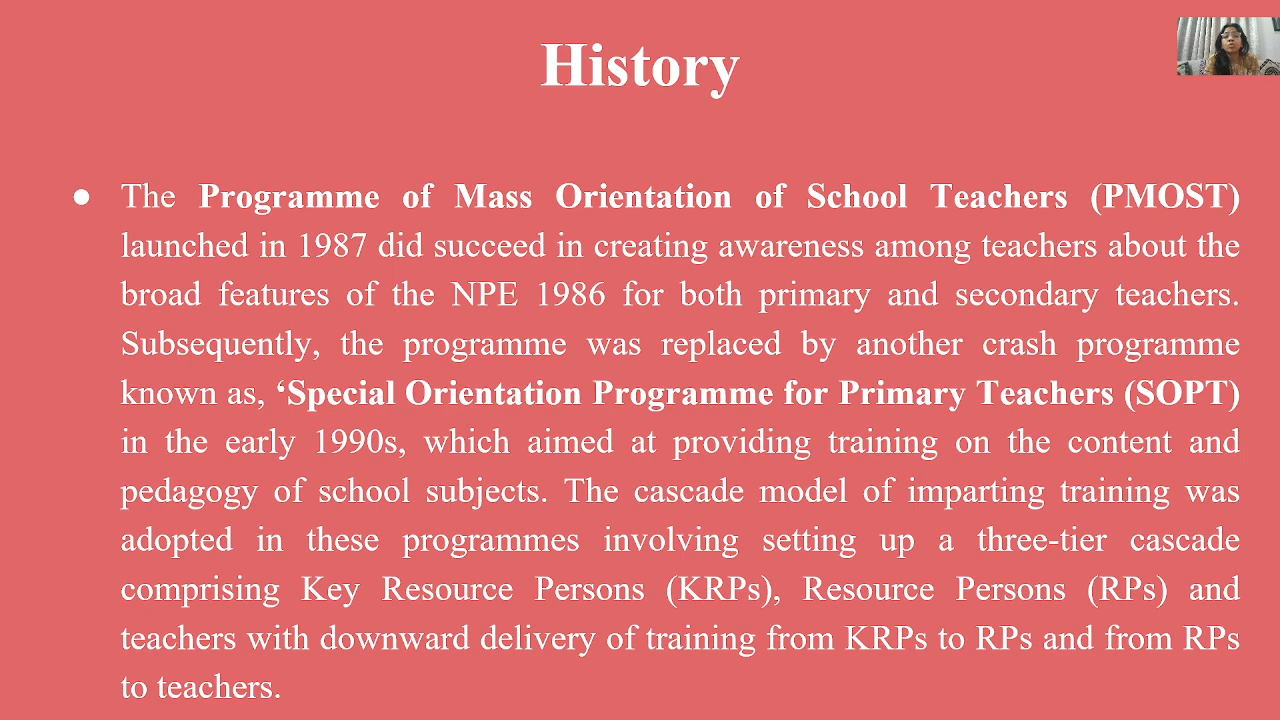 History
● The Programme of Mass Orientation of School Teachers (PMOST)
launched in 1987 did succeed in creating awareness among teachers about the
broad features of the NPE 1986 for both primary and secondary teachers.
Subsequently, the programme was replaced by another crash programme
known as, ‘Special Orientation Programme for Primary Teachers (SOPT)
in the early 1990s, which aimed at providing training on the content and
pedagogy of school subjects. The cascade model of imparting training was
adopted in these programmes involving setting up a three-tier cascade
comprising Key Resource Persons (KRPs), Resource Persons (RPs) and
teachers with downward delivery of training from KRPs to RPs and from RPs
to teachers.